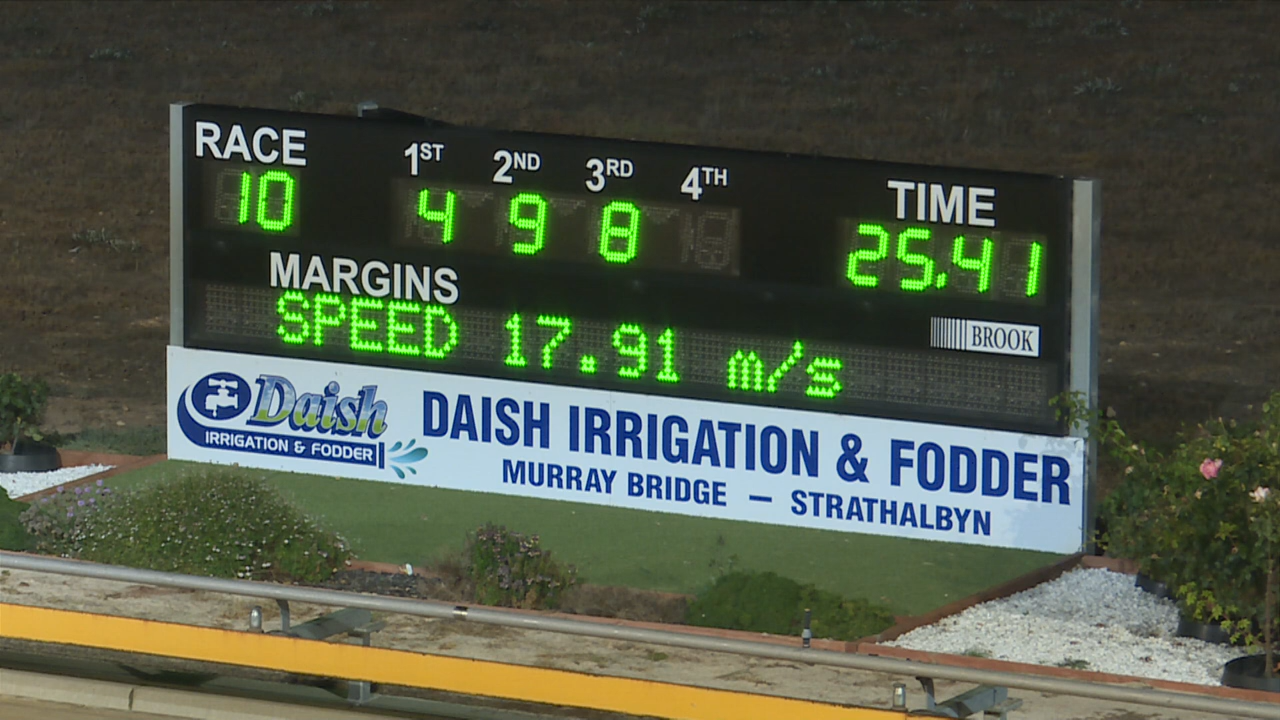 RACE 1ST 2ND 3RD 4TH TIME
10 4 9 8 25.41
MARGINS
SPEED 17.91 m/s
BROOK
Daish
IRRIGATION & FODDER
DAISH IRRIGATION & FODDER
MURRAY BRIDGE – STRATHALBYN